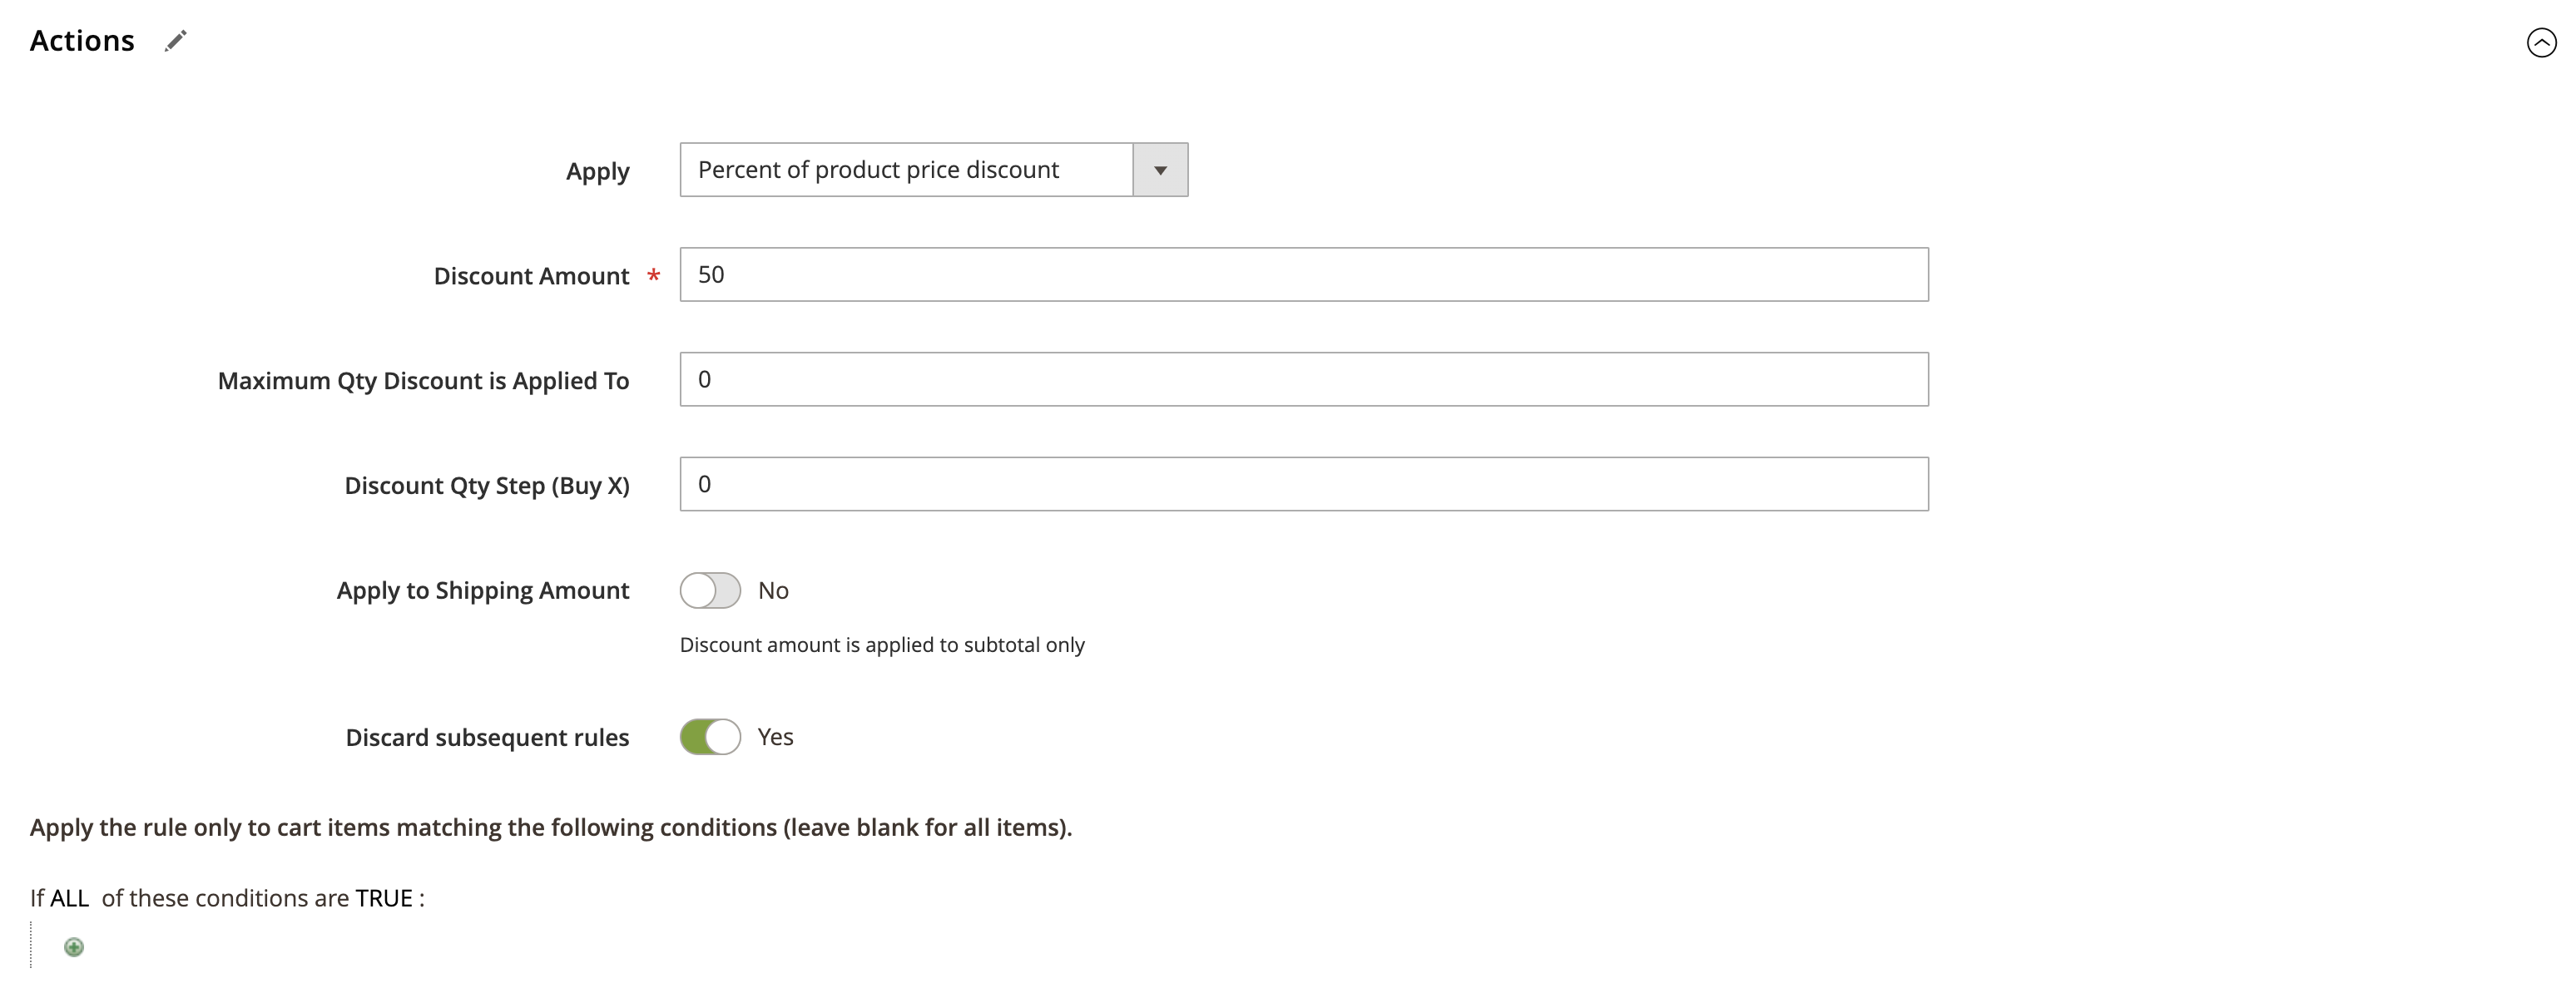 Actions
Apply Percent of product price discount
Discount Amount * 50
Maximum Qty Discount is Applied To 0
Discount Qty Step (Buy X) 0
Apply to Shipping Amount No
Discount amount is applied to subtotal only
Discard subsequent rules Yes
Apply the rule only to cart items matching the following conditions (leave blank for all items).
If ALL of these conditions are TRUE :